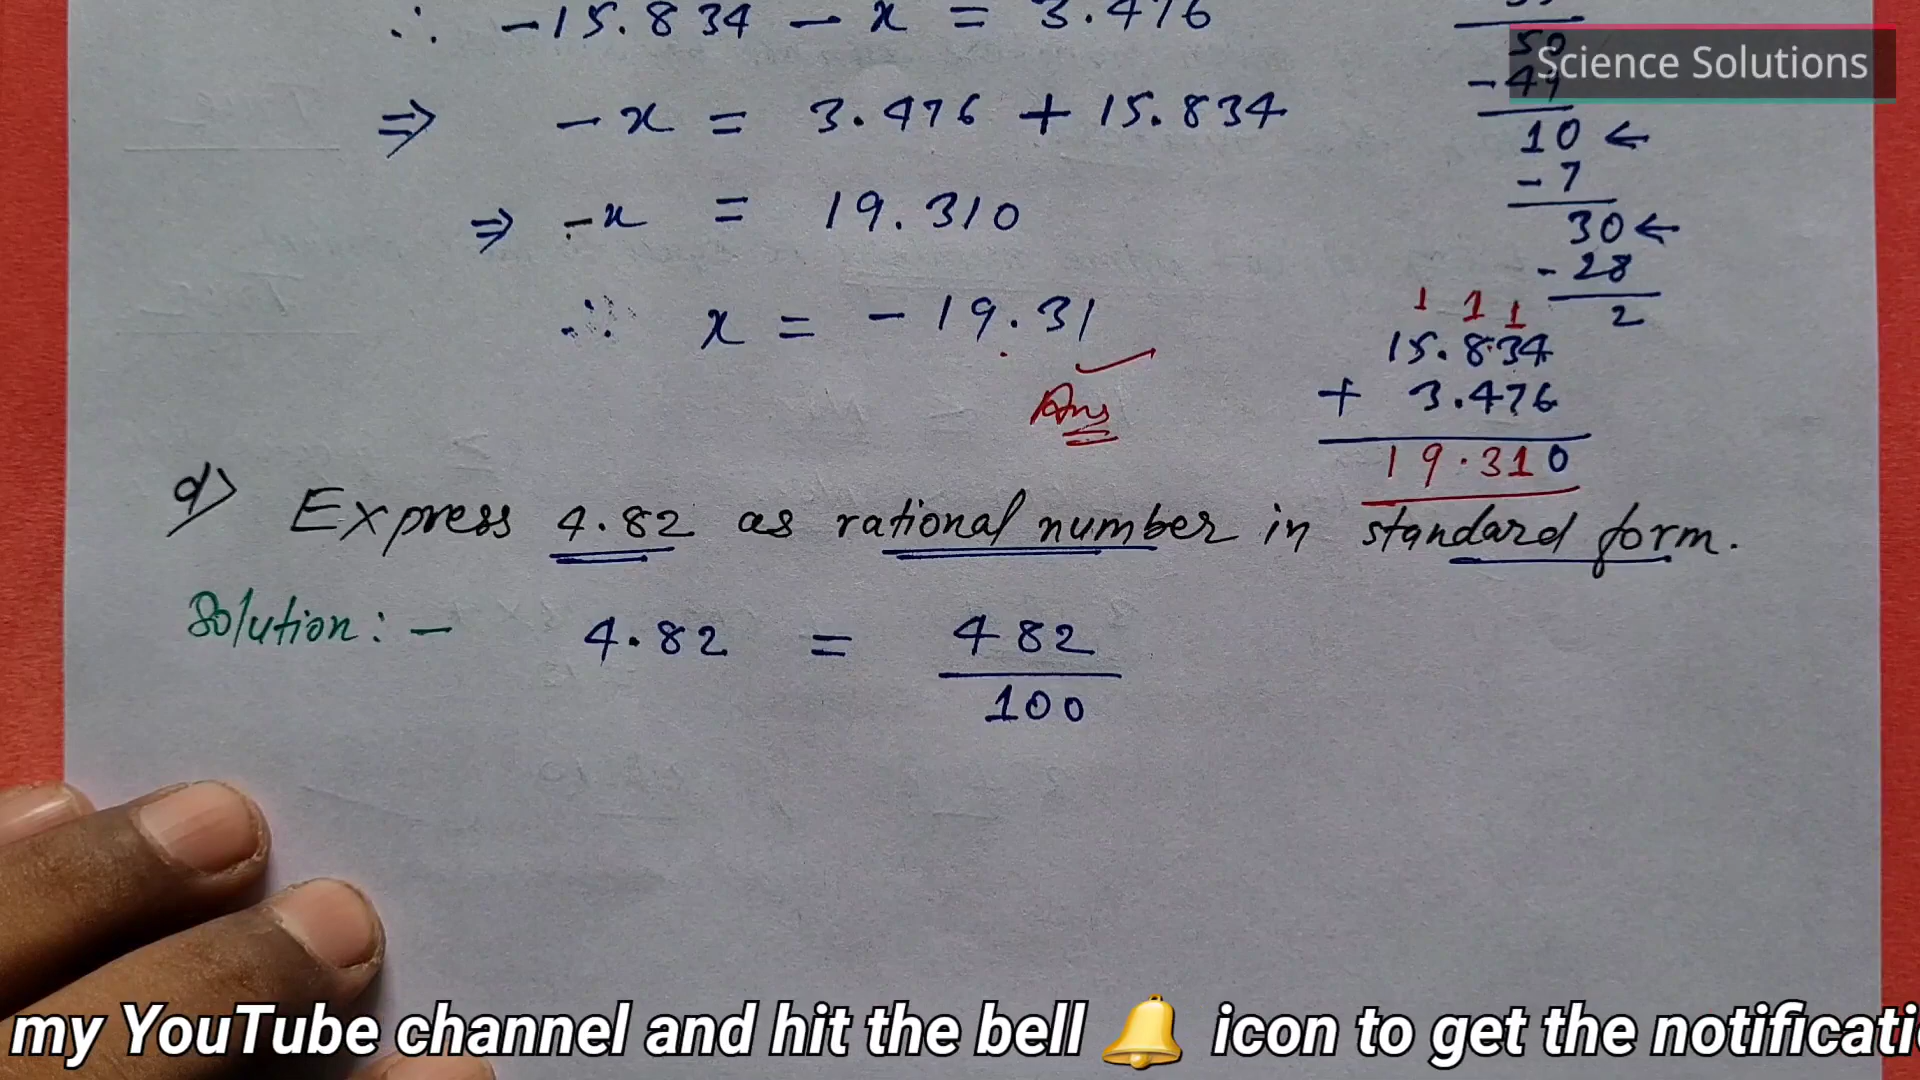 ∴ -15.834 - x = 3.476
⇒ -x = 3.476 + 15.834
⇒ -x = 19.310
∴ x = -19.31
Ans
50
- 49
10 ←
- 7
30 ←
- 28
2
1 1 1
15.834
+ 3.476
19.310
Science Solutions
d> Express 4.82 as rational number in standard form.
Solution:- 4.82 = 482/100
my YouTube channel and hit the bell 🔔 icon to get the notificati